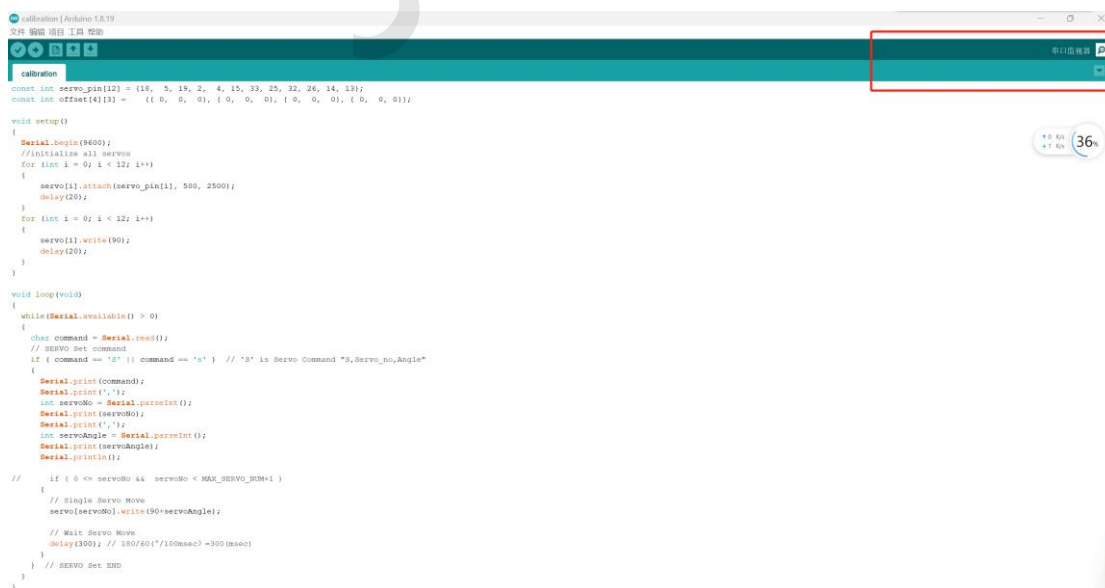 calibration | Arduino 1.8.19
文件 编辑 项目 工具 帮助
串口监视器
calibration
const int servo_pin[12] = {18, 5, 19, 2, 4, 15, 33, 25, 32, 26, 14, 13};
const int offset[4][3] = {{ 0, 0, 0}, { 0, 0, 0}, { 0, 0, 0}, { 0, 0, 0}};
void setup()
{
Serial.begin(9600);
//initialize all servos
for (int i = 0; i < 12; i++)
{
servo[i].attach(servo_pin[i], 500, 2500);
delay(20);
}
for (int i = 0; i < 12; i++)
{
servo[i].write(90);
delay(20);
}
}
void loop(void)
{
while(Serial.available() > 0)
{
char command = Serial.read();
// SERVO Set command
if ( command == 'S' || command == 's' ) // 'S' is Servo Command "S,Servo_no,Angle"
{
Serial.print(command);
Serial.print(',');
int servoNo = Serial.parseInt();
Serial.print(servoNo);
Serial.print(',');
int servoAngle = Serial.parseInt();
Serial.print(servoAngle);
Serial.println();
// if ( 0 <= servoNo && servoNo < MAX_SERVO_NUM+1 )
{
// Single Servo Move
servo[servoNo].write(90+servoAngle);
// Wait Servo Move
delay(300); // 180/60(°/100msec)=300(msec)
}
} // SERVO Set END
}
}
↑0 K/s
↓1 K/s
36%